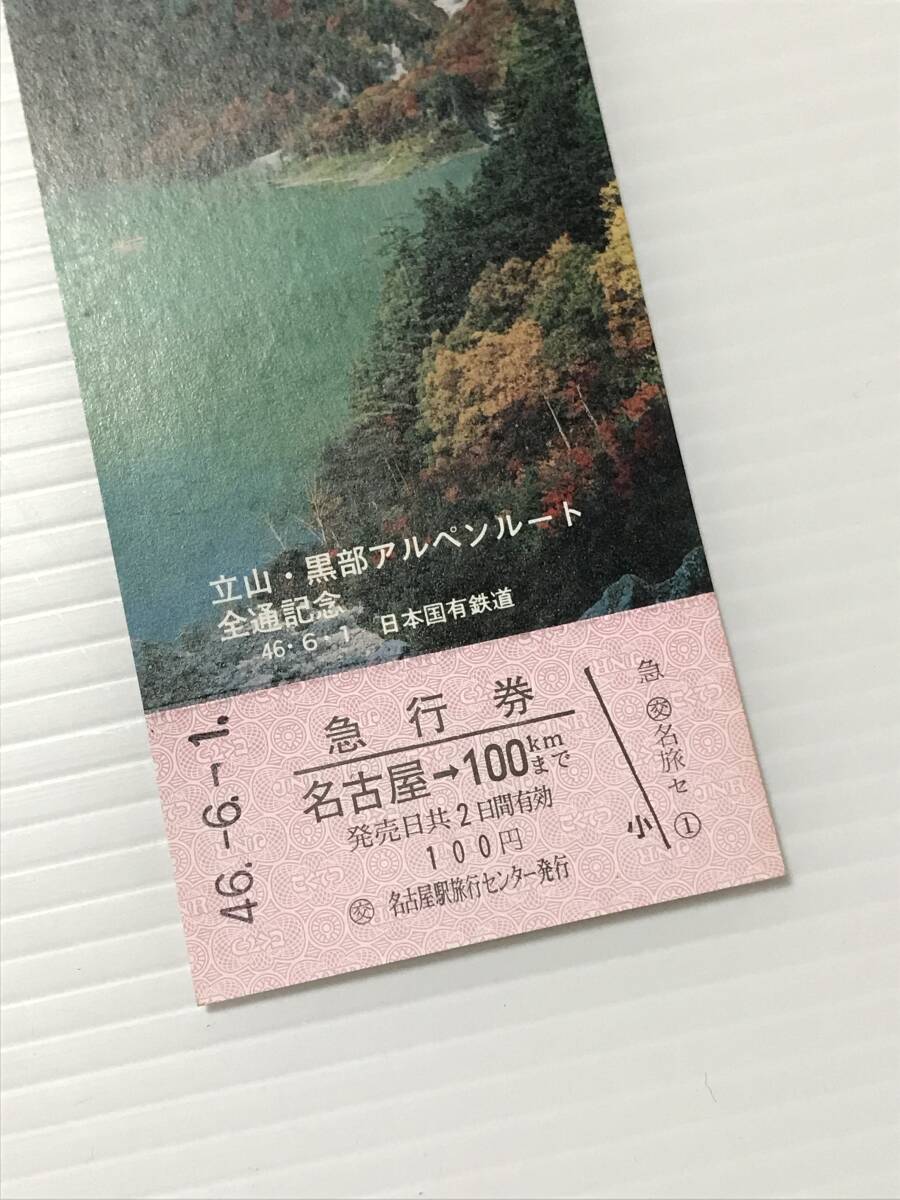 立山・黒部アルペンルート
全通記念
46・6・1 日本国有鉄道
46.-6.-1.
急行券
名古屋→100kmまで
発売日共2日間有効
100円
㋛ 名古屋駅旅行センター発行
急
㋛名旅セ
小
①